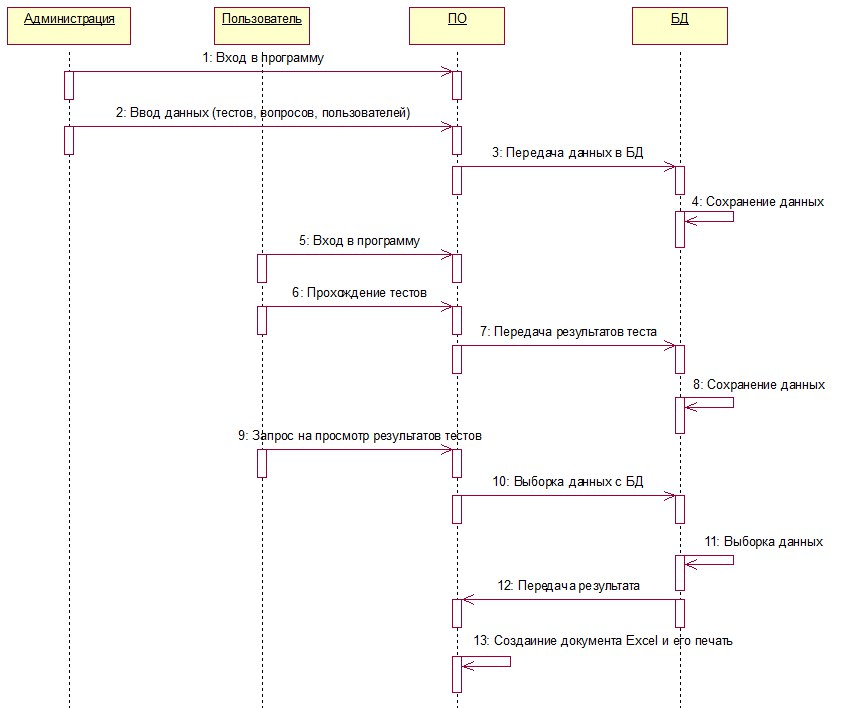 Администрация
Пользователь
ПО
БД
1: Вход в программу
2: Ввод данных (тестов, вопросов, пользователей)
3: Передача данных в БД
4: Сохранение данных
5: Вход в программу
6: Прохождение тестов
7: Передача результатов теста
8: Сохранение данных
9: Запрос на просмотр результатов тестов
10: Выборка данных с БД
11: Выборка данных
12: Передача результата
13: Создаиние документа Excel и его печать